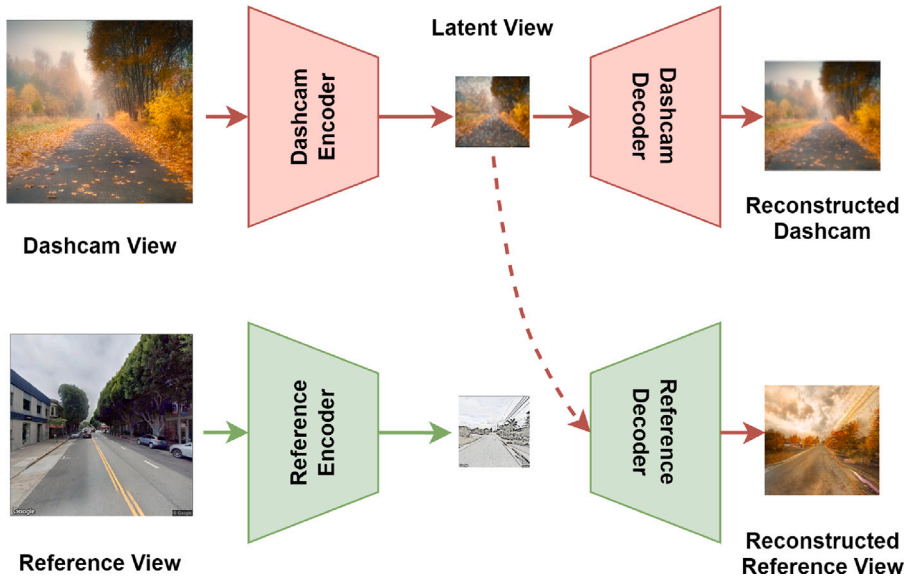 Latent View
Dashcam
Encoder
Dashcam
Decoder
Dashcam View
Reconstructed
Dashcam
Reference
Encoder
Reference
Decoder
Google
© Google
Reference View
Reconstructed
Reference View